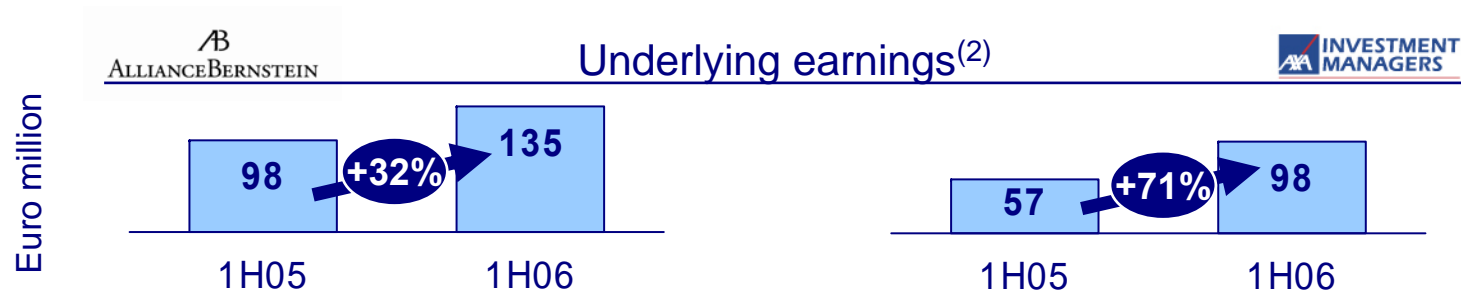 AB
ALLIANCEBERNSTEIN
Underlying earnings(2)
AXA INVESTMENT MANAGERS
Euro million
98
+32%
135
1H05
1H06
57
+71%
98
1H05
1H06